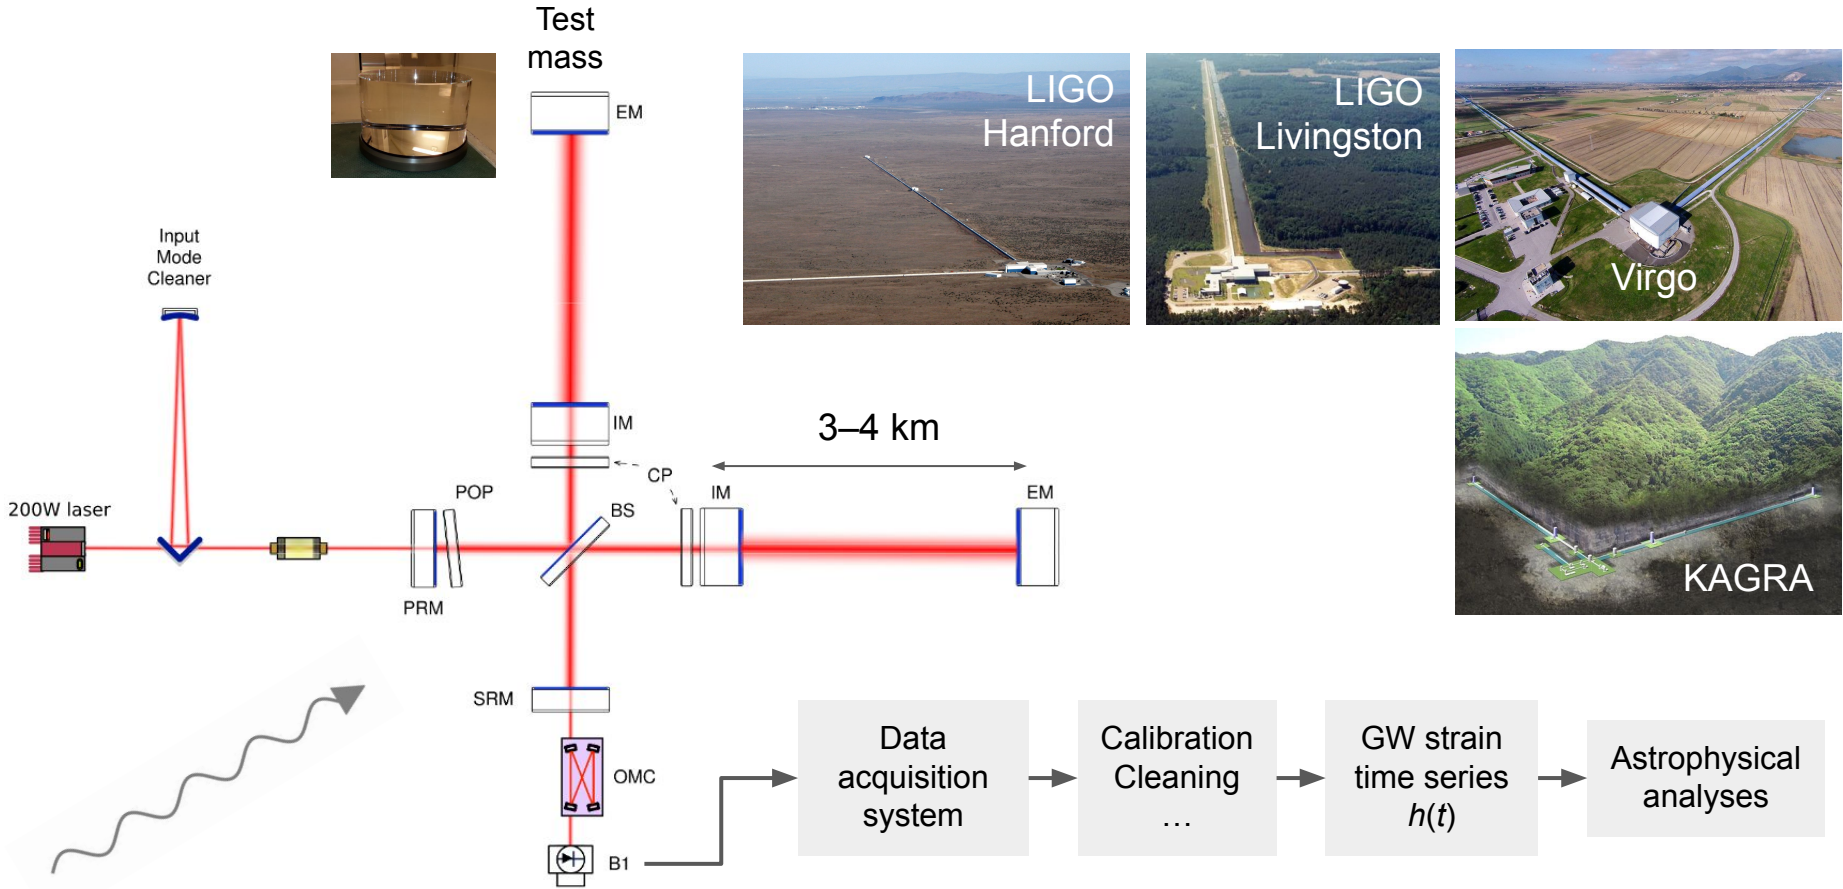 Test
mass
EM
LIGO
Hanford
LIGO
Livingston
Virgo
Input
Mode
Cleaner
IM
3–4 km
CP
IM
EM
POP
BS
200W laser
PRM
KAGRA
SRM
OMC
B1
Data
acquisition
system
Calibration
Cleaning
…
GW strain
time series
h(t)
Astrophysical
analyses